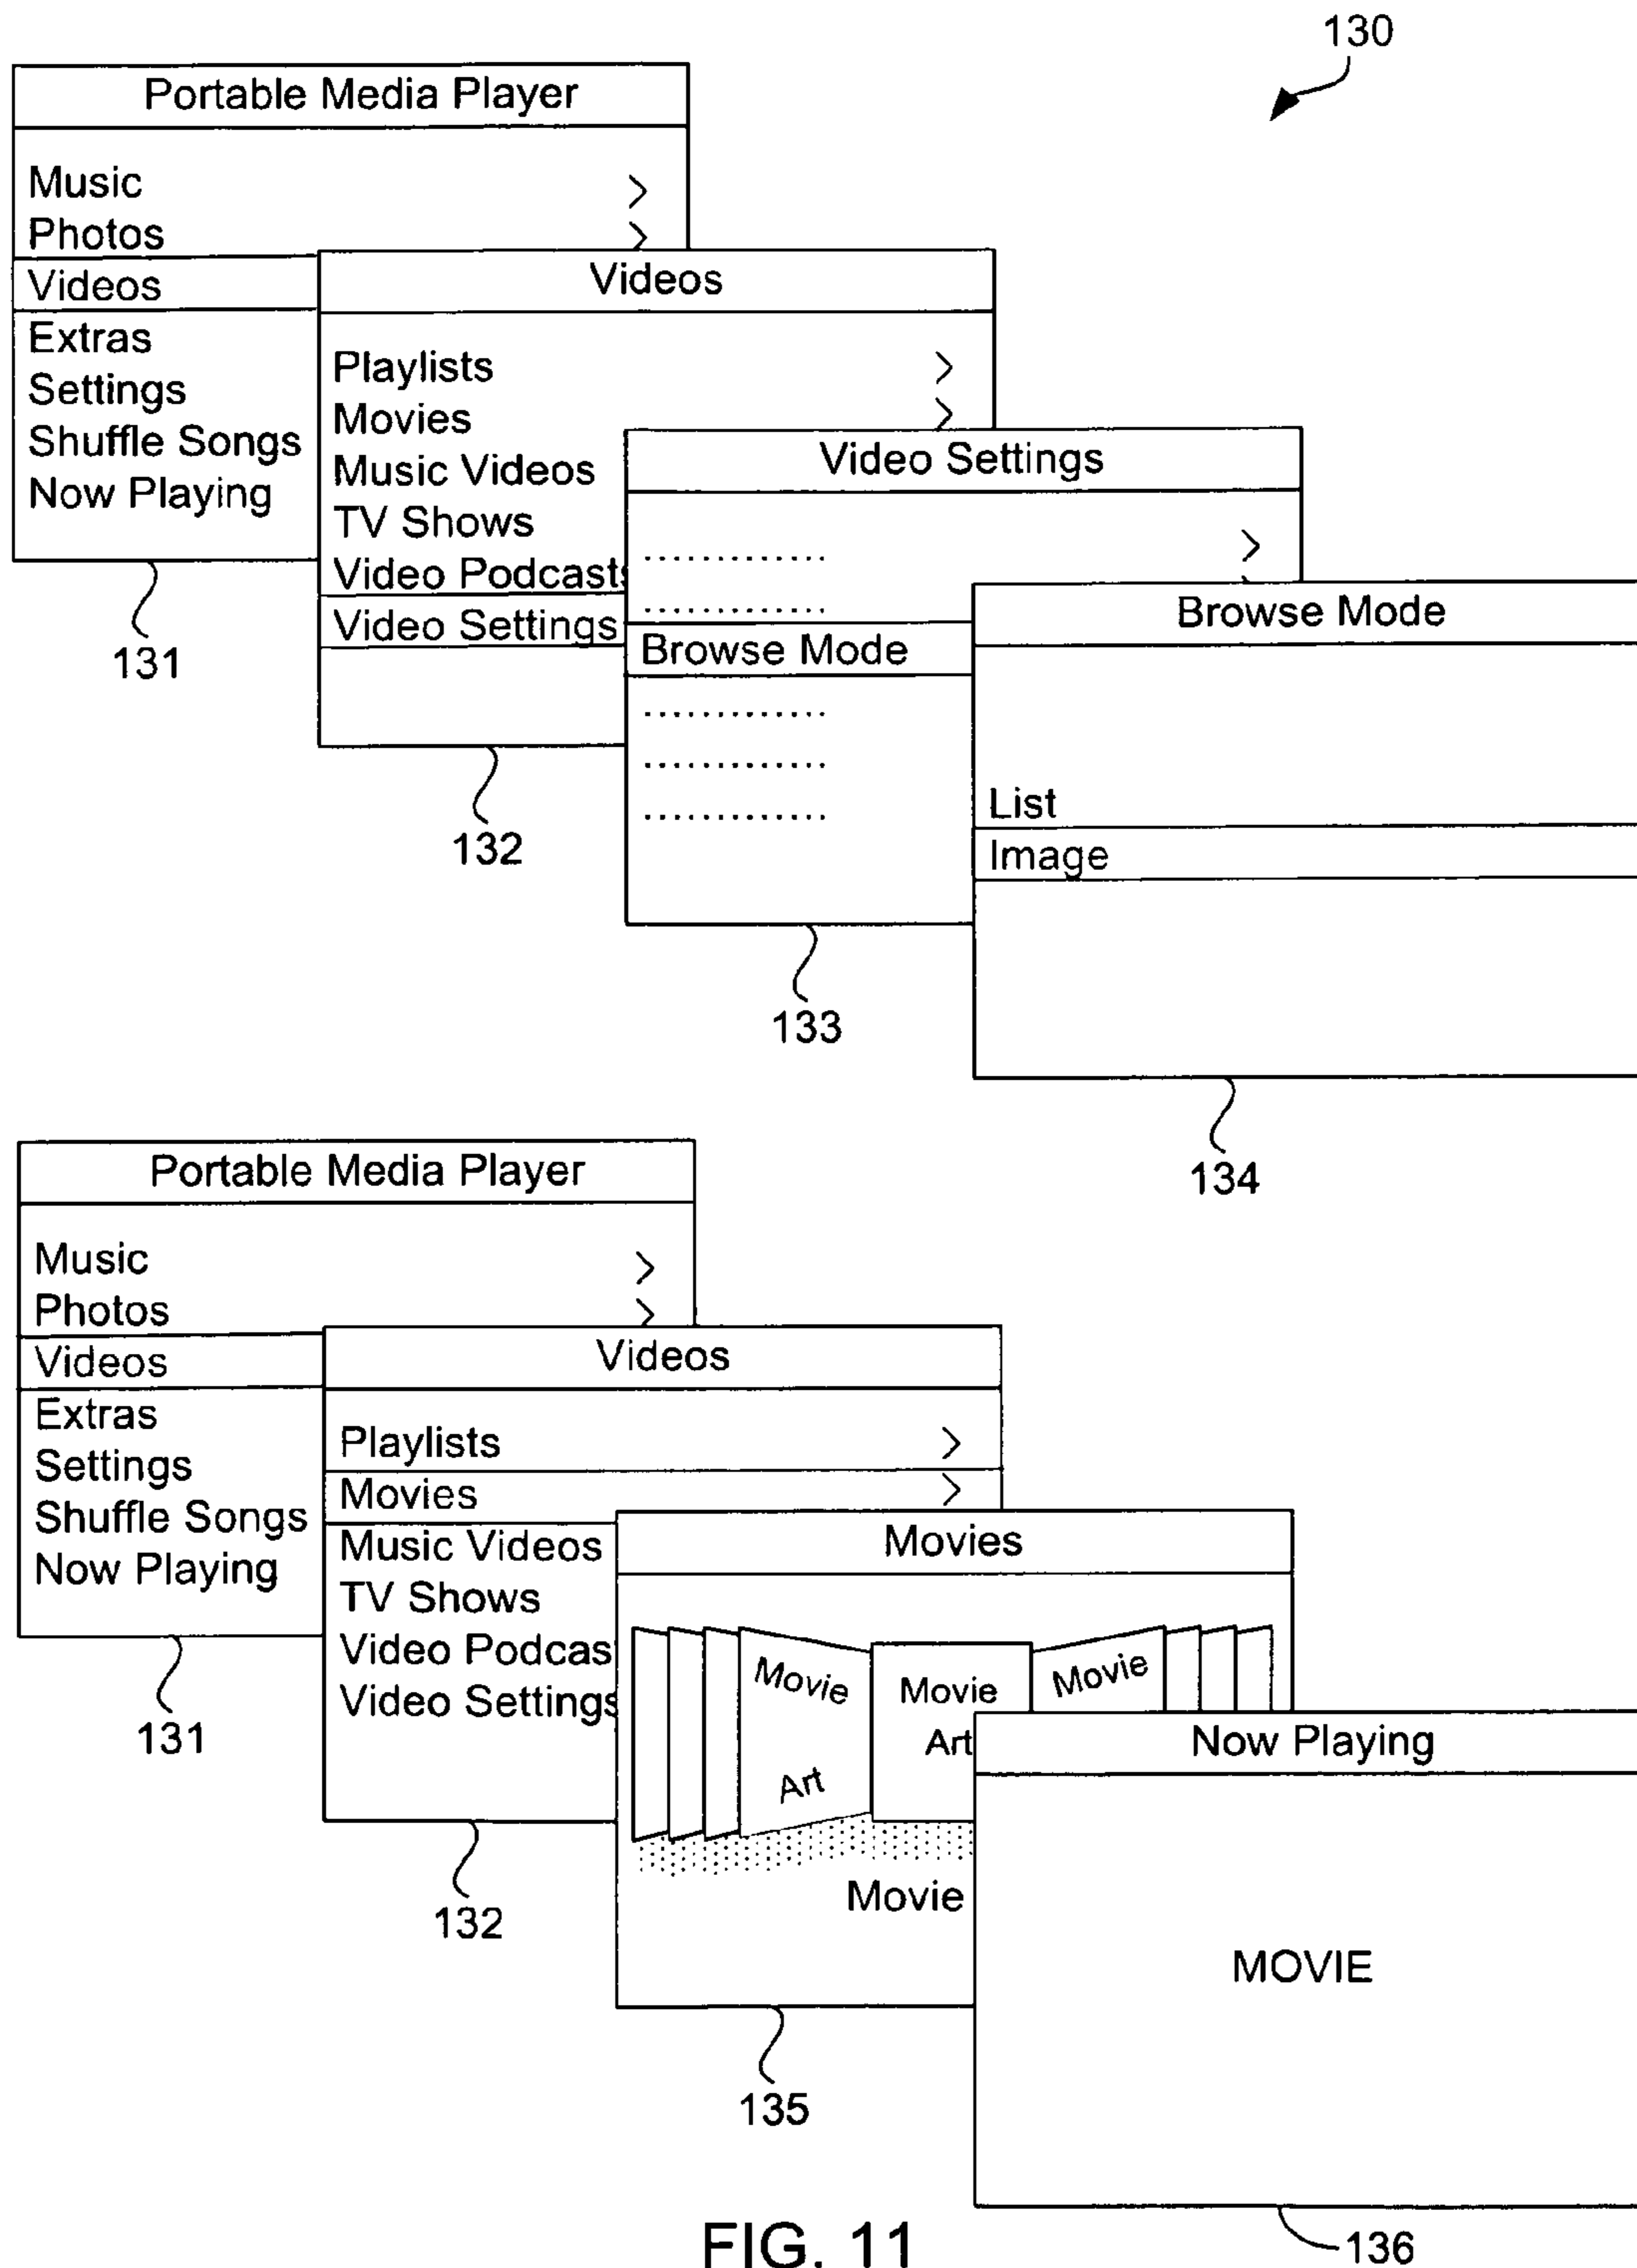 130
Portable Media Player
Music >
Photos >
Videos
Extras
Settings
Shuffle Songs
Now Playing
131
Videos
Playlists >
Movies >
Music Videos
TV Shows
Video Podcasts
Video Settings
132
Video Settings
............. >
.............
Browse Mode
.............
.............
.............
133
Browse Mode
List
Image
134
Portable Media Player
Music >
Photos >
Videos
Extras
Settings
Shuffle Songs
Now Playing
131
Videos
Playlists >
Movies >
Music Videos
TV Shows
Video Podcas
Video Settings
132
Movies
Movie
Art
Movie
Art
Movie
Movie
135
Now Playing
MOVIE
136
FIG. 11